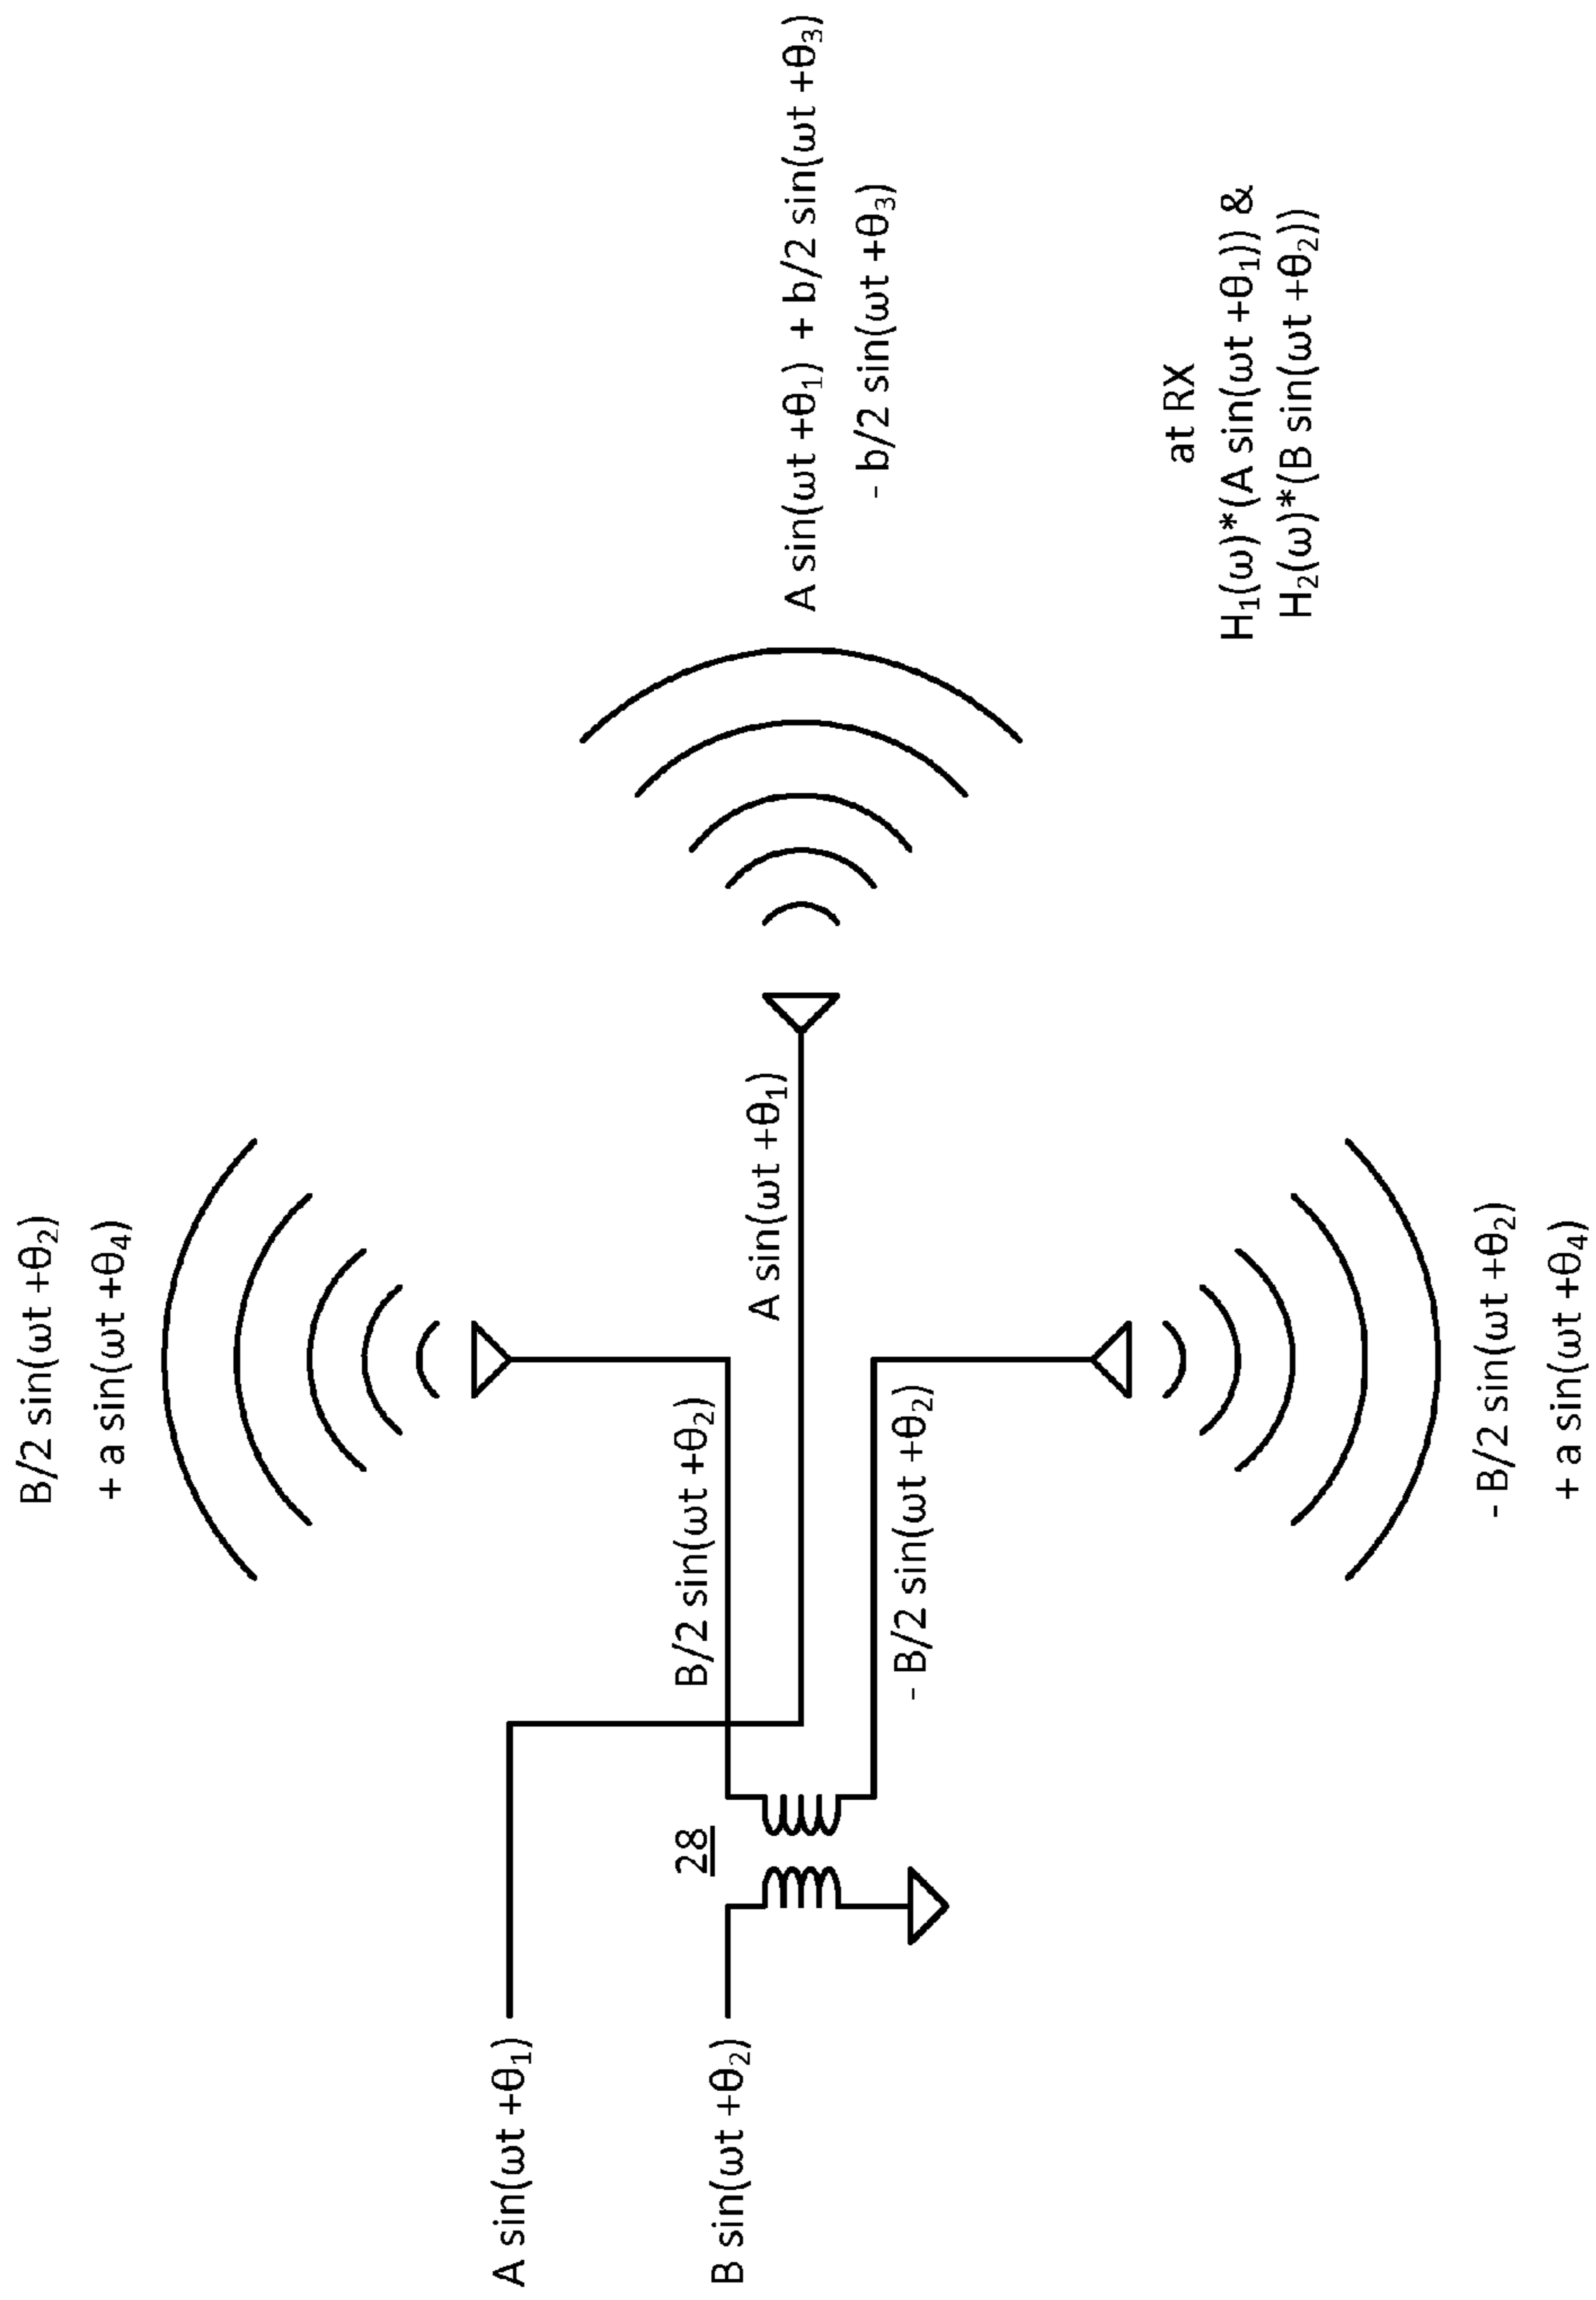 B/2 sin(ωt +θ₂)
+ a sin(ωt +θ₄)
A sin(ωt +θ₁)
B sin(ωt +θ₂)
28
B/2 sin(ωt +θ₂)
A sin(ωt +θ₁)
- B/2 sin(ωt +θ₂)
A sin(ωt +θ₁) + b/2 sin(ωt +θ₃)
- b/2 sin(ωt +θ₃)
at RX
H₁(ω)*(A sin(ωt +θ₁)) &
H₂(ω)*(B sin(ωt +θ₂))
- B/2 sin(ωt +θ₂)
+ a sin(ωt +θ₄)